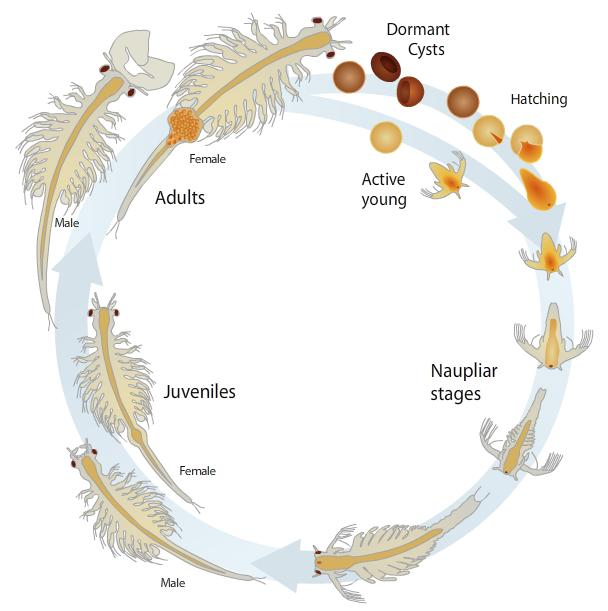 Dormant
Cysts
Hatching
Female
Active
young
Adults
Male
Naupliar
stages
Juveniles
Female
Male